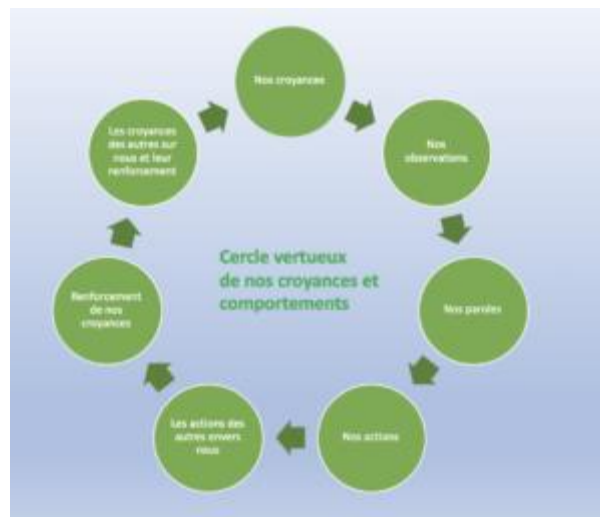 Nos croyances
Nos
observations
Nos paroles
Nos actions
Les actions des
autres envers
nous
Renforcement
de nos
croyances
Les croyances
des autres sur
nous et leur
renforcement
Cercle vertueux
de nos croyances et
comportements